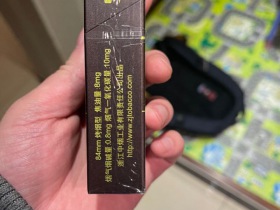 84mm 烤烟型 焦油量 8mg
烟气烟碱量 0.8mg 烟气一氧化碳量 10mg
浙江中烟工业有限责任公司出品
http://www.zjtobacco.com